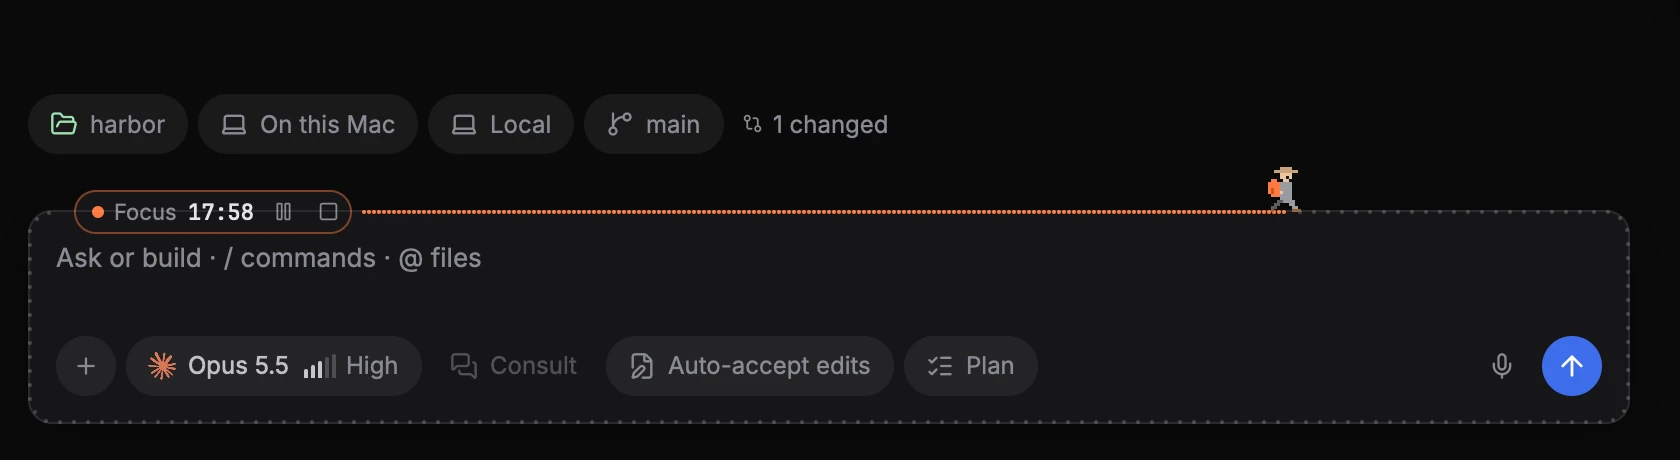 harbor On this Mac Local main 1 changed
Focus 17:58
Ask or build · / commands · @ files
Opus 5.5 High Consult Auto-accept edits Plan